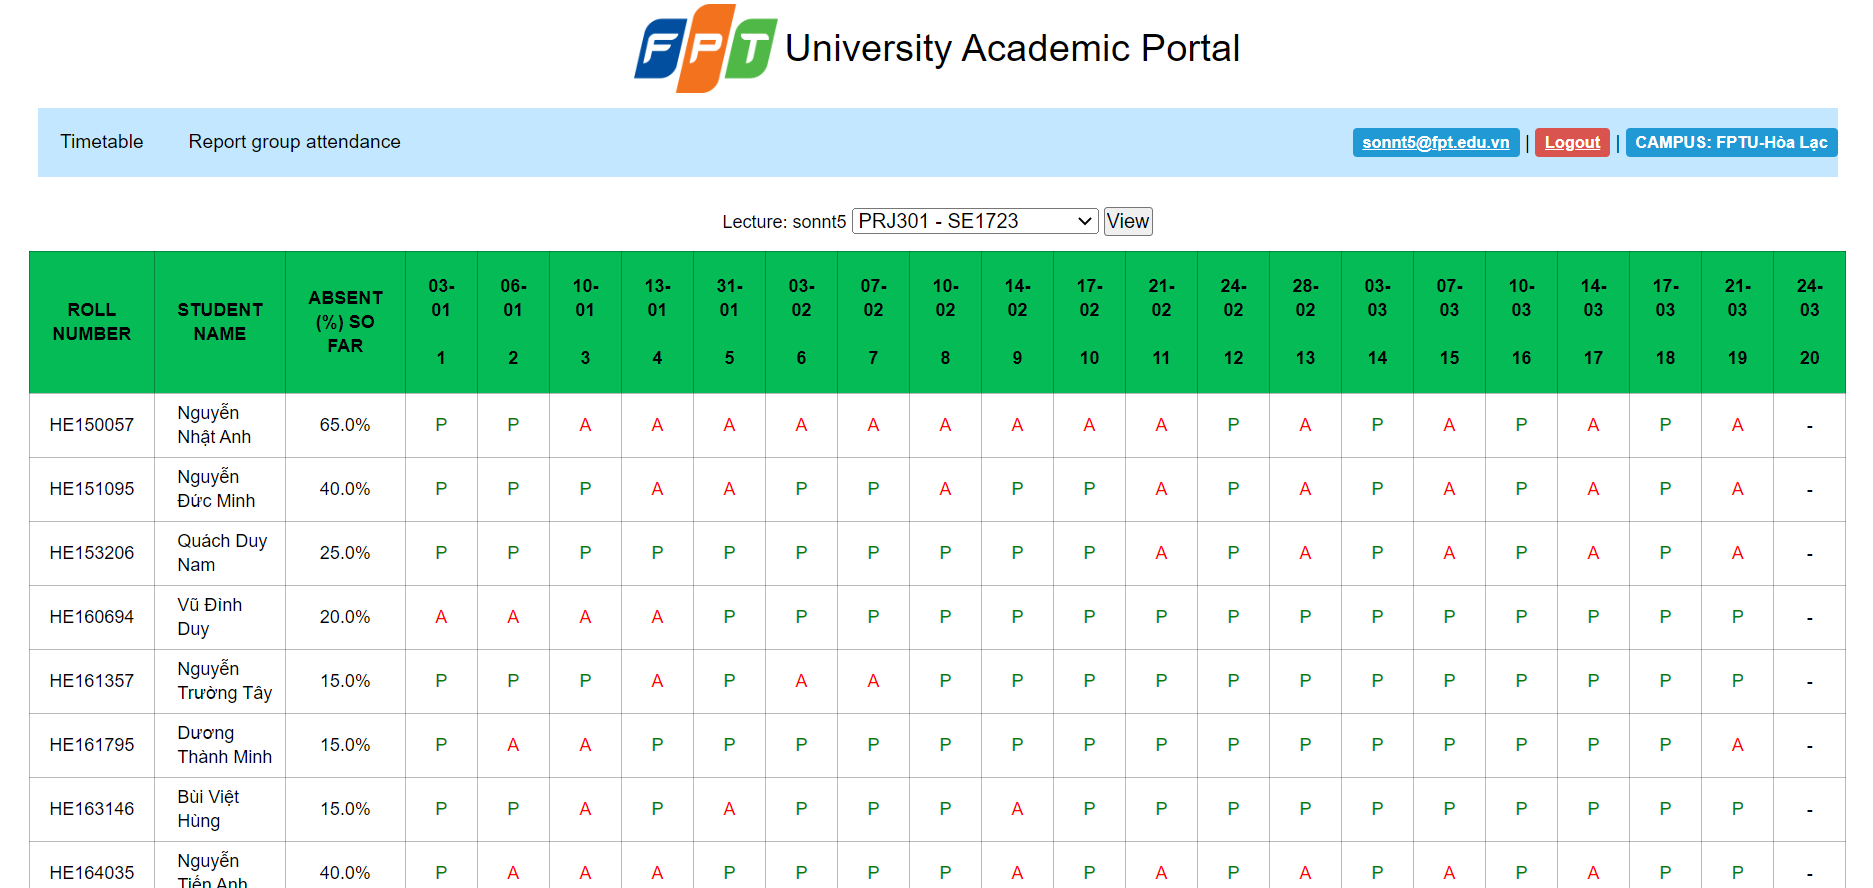 FPT University Academic Portal
Timetable Report group attendance sonnt5@fpt.edu.vn | Logout | CAMPUS: FPTU-Hòa Lạc
Lecture: sonnt5 PRJ301 - SE1723 View
ROLL NUMBER STUDENT NAME ABSENT (%) SO FAR 03-01 1 06-01 2 10-01 3 13-01 4 31-01 5 03-02 6 07-02 7 10-02 8 14-02 9 17-02 10 21-02 11 24-02 12 28-02 13 03-03 14 07-03 15 10-03 16 14-03 17 17-03 18 21-03 19 24-03 20
HE150057 Nguyễn Nhật Anh 65.0% P P A A A A A A A A A P A P A P A P A -
HE151095 Nguyễn Đức Minh 40.0% P P P A A P P A P P A P A P A P A P A -
HE153206 Quách Duy Nam 25.0% P P P P P P P P P P A P A P A P A P A -
HE160694 Vũ Đình Duy 20.0% A A A A P P P P P P P P P P P P P P P -
HE161357 Nguyễn Trường Tây 15.0% P P P A P A A P P P P P P P P P P P P -
HE161795 Dương Thành Minh 15.0% P A A P P P P P P P P P P P P P P P A -
HE163146 Bùi Việt Hùng 15.0% P P A P A P P P A P P P P P P P P P P -
HE164035 Nguyễn Tiến Anh 40.0% P A A A P P P P A P A P A P A P A P P -